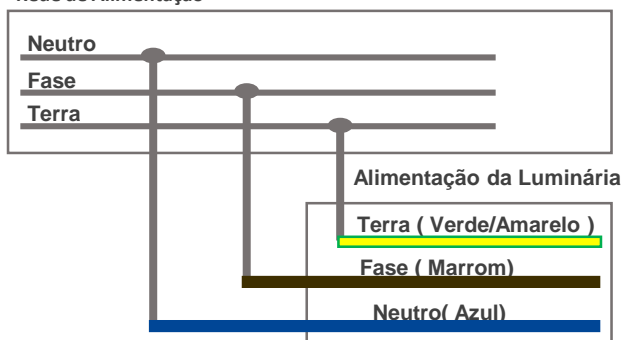 Neutro
Fase
Terra
Alimentação da Luminária
Terra ( Verde/Amarelo )
Fase ( Marrom)
Neutro( Azul)